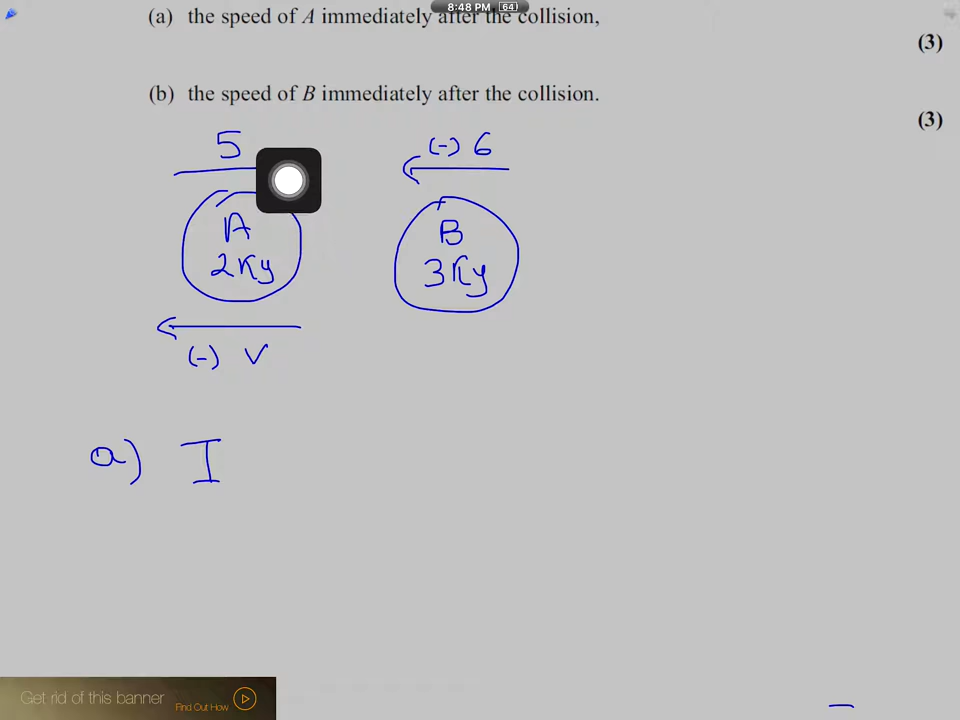 8:48 PM 64
(a) the speed of A immediately after the collision,
(3)
(b) the speed of B immediately after the collision.
(3)
5 (-) 6
A B
2Kg 3Kg
(-) V
a) I
Get rid of this banner
Find Out How